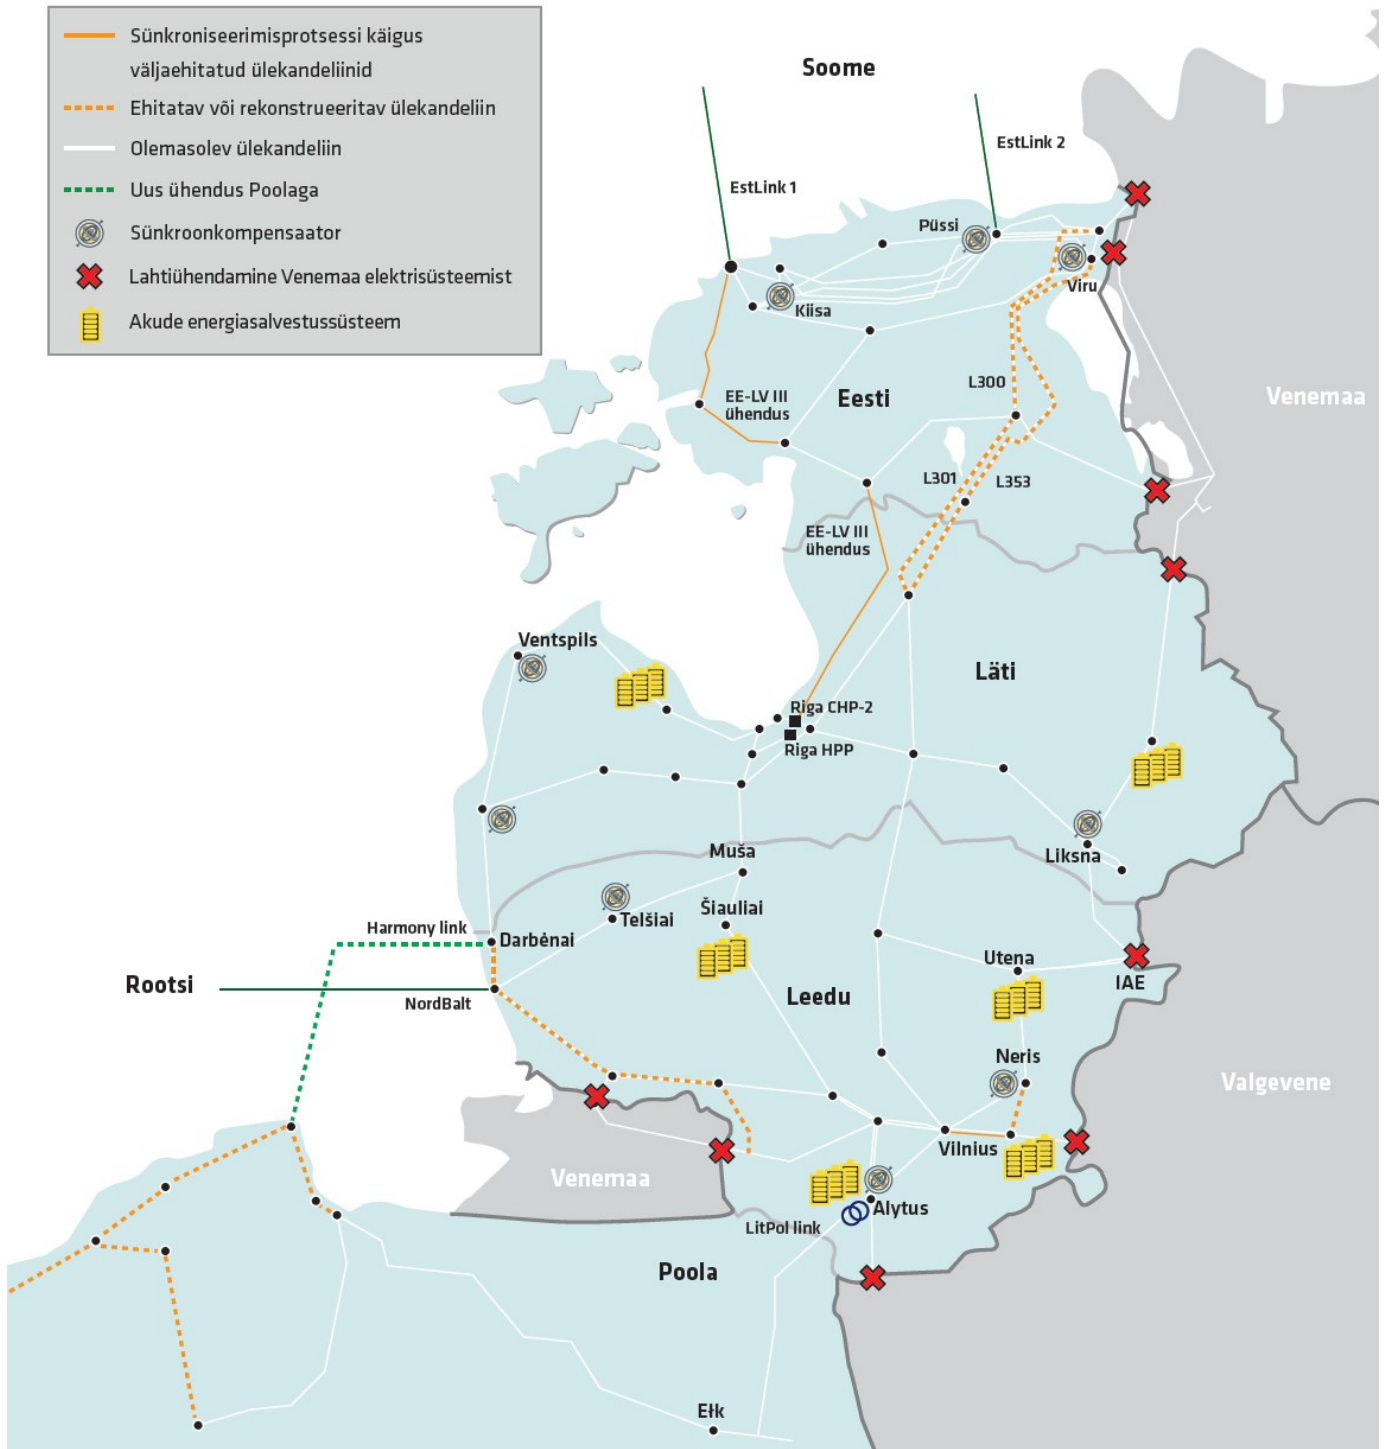 Sünkroniseerimisprotsessi käigus
väljaehitatud ülekandeliinid
Ehitatav või rekonstrueeritav ülekandeliin
Olemasolev ülekandeliin
Uus ühendus Poolaga
Sünkroonkompensaator
Lahtiühendamine Venemaa elektrisüsteemist
Akude energiasalvestussüsteem
Soome
EstLink 2
EstLink 1
Püssi
Viru
Kiisa
Venemaa
L300
EE-LV III
ühendus
Eesti
L301
L353
EE-LV III
ühendus
Ventspils
Läti
Riga CHP-2
Riga HPP
Muša
Liksna
Šiauliai
Telšiai
Harmony link
Darbėnai
Utena
IAE
Rootsi
Leedu
NordBalt
Neris
Valgevene
Vilnius
Venemaa
Alytus
LitPol link
Poola
Ełk